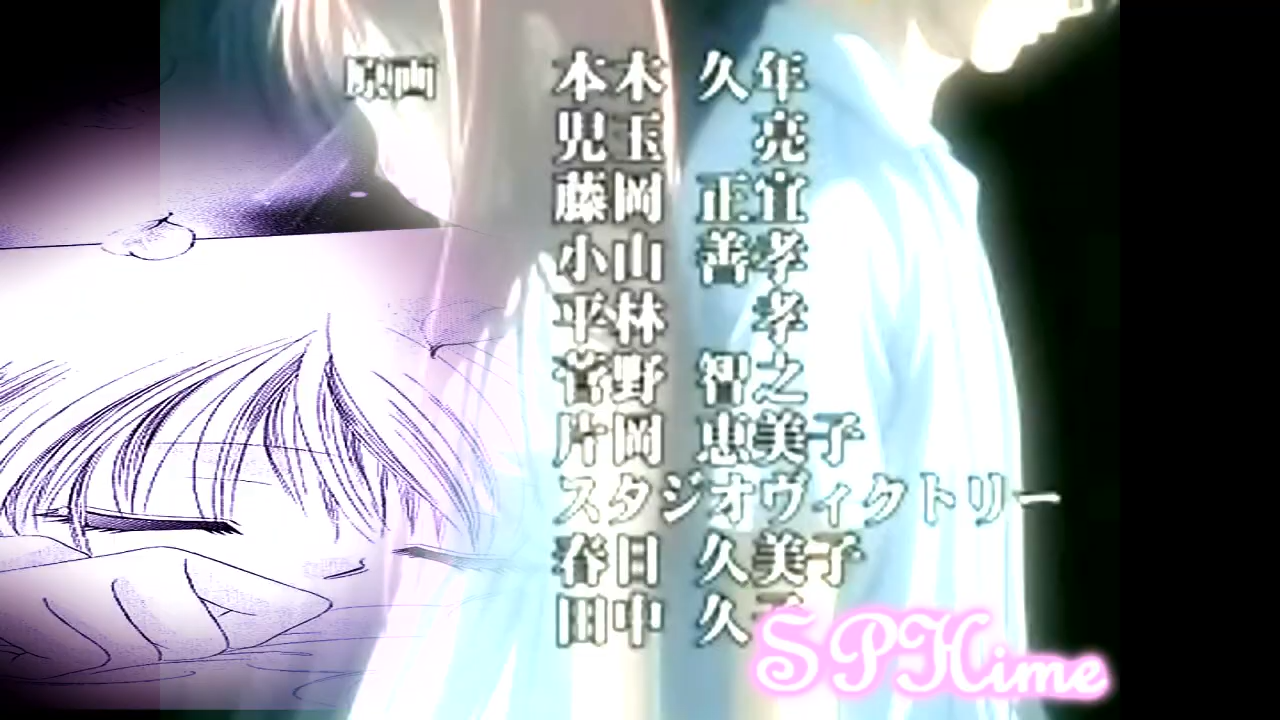 原画 本木 久年
児玉 亮
藤岡 正宣
小山 善孝
平林 孝
菅野 智之
片岡 恵美子
スタジオヴィクトリー
春日 久美子
田中 久
SPHime